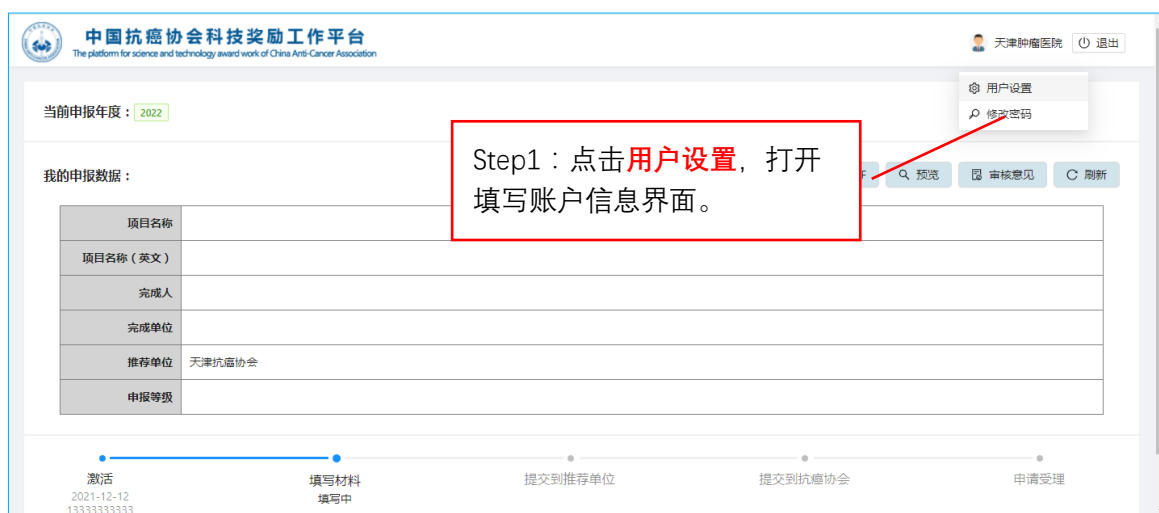 中国抗癌协会科技奖励工作平台
The platform for science and technology award work of China Anti-Cancer Association
天津肿瘤医院 退出
用户设置
修改密码
当前申报年度： 2022
Step1：点击用户设置，打开
填写账户信息界面。
我的申报数据：
预览 审核意见 刷新
项目名称
项目名称（英文）
完成人
完成单位
推荐单位 天津抗癌协会
申报等级
激活 填写材料 提交到推荐单位 提交到抗癌协会 申请受理
2021-12-12 填写中
13333333333